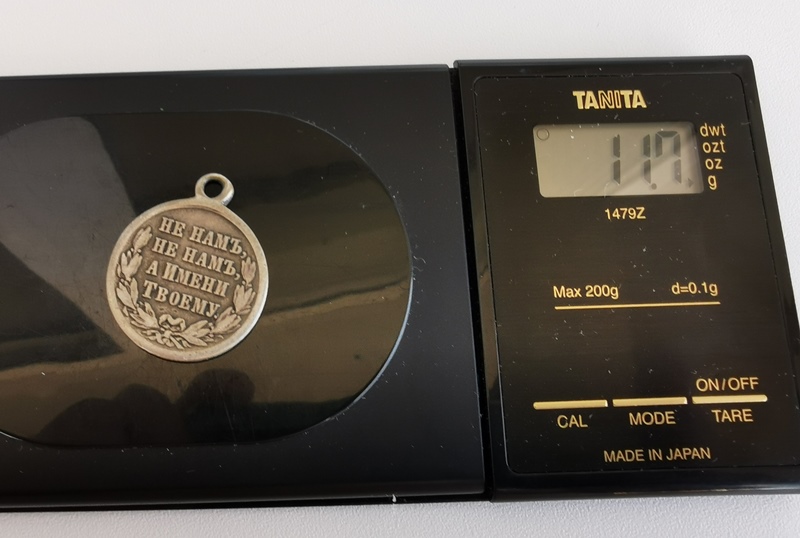 НЕ НАМЪ,
НЕ НАМЪ,
А ИМЕНИ
ТВОЕМУ.
TANITA
11.7
dwt
ozt
oz
g
1479Z
Max 200g d=0.1g
ON/OFF
CAL MODE TARE
MADE IN JAPAN